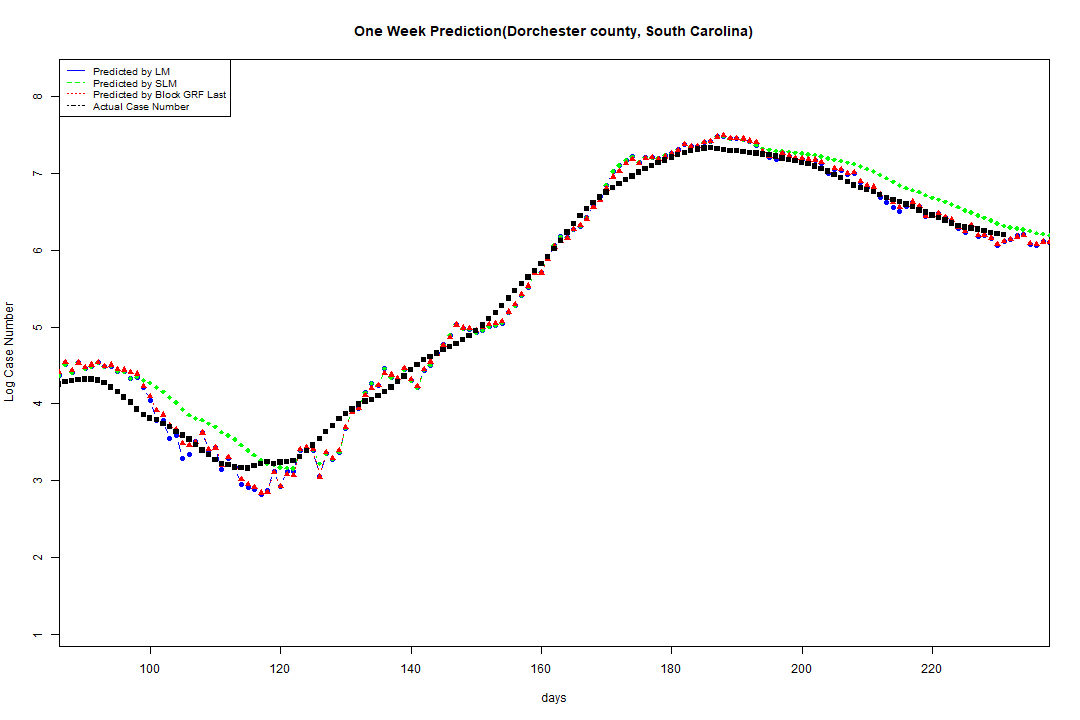 One Week Prediction(Dorchester county, South Carolina)
Predicted by LM
Predicted by SLM
Predicted by Block GRF Last
Actual Case Number
8
7
6
5
4
3
2
1
Log Case Number
100 120 140 160 180 200 220
days